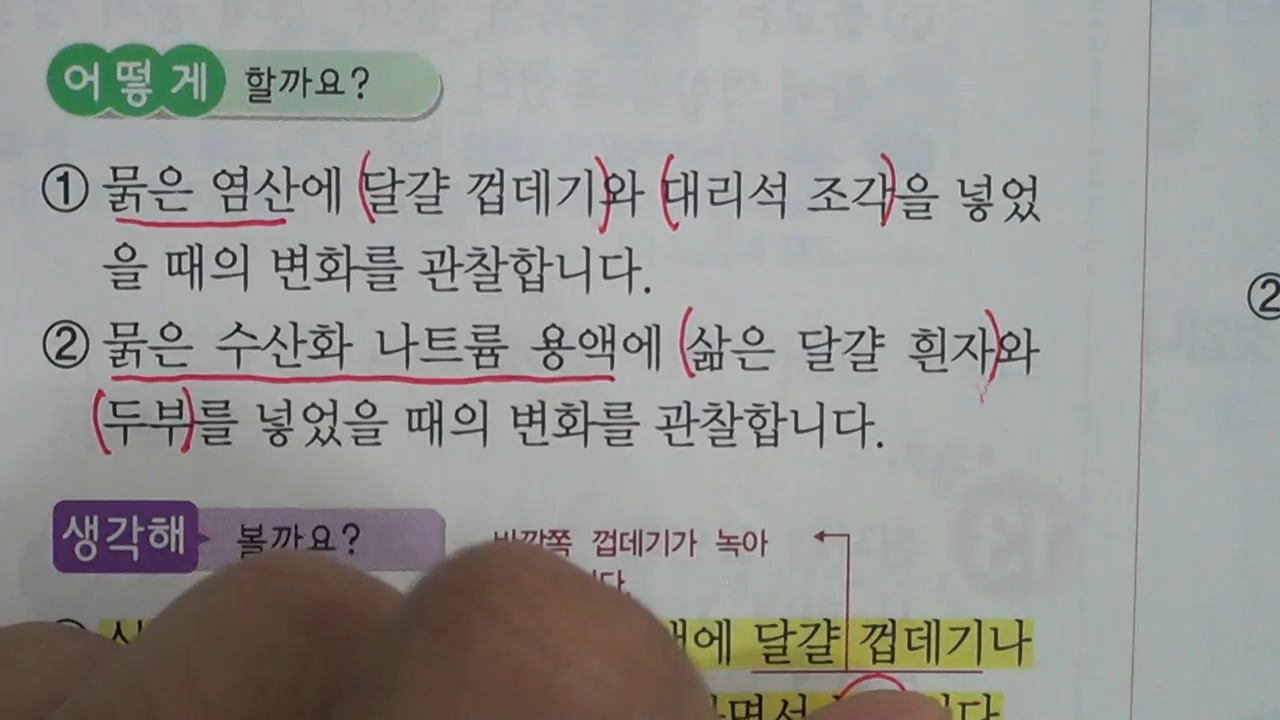 어떻게 할까요?
① 묽은 염산에 달걀 껍데기와 대리석 조각을 넣었
을 때의 변화를 관찰합니다.
② 묽은 수산화 나트륨 용액에 삶은 달걀 흰자와
두부를 넣었을 때의 변화를 관찰합니다.
②
생각해 볼까요?
껍데기가 녹아
달걀 껍데기나